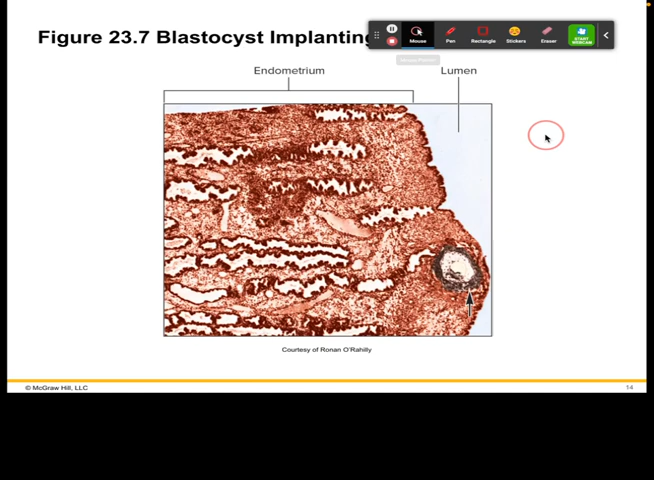 Figure 23.7 Blastocyst Implanting
Mouse
Pen
Rectangle
Stickers
Eraser
START
WEBCAM
Endometrium
Lumen
Courtesy of Ronan O'Rahilly
© McGraw Hill, LLC
14